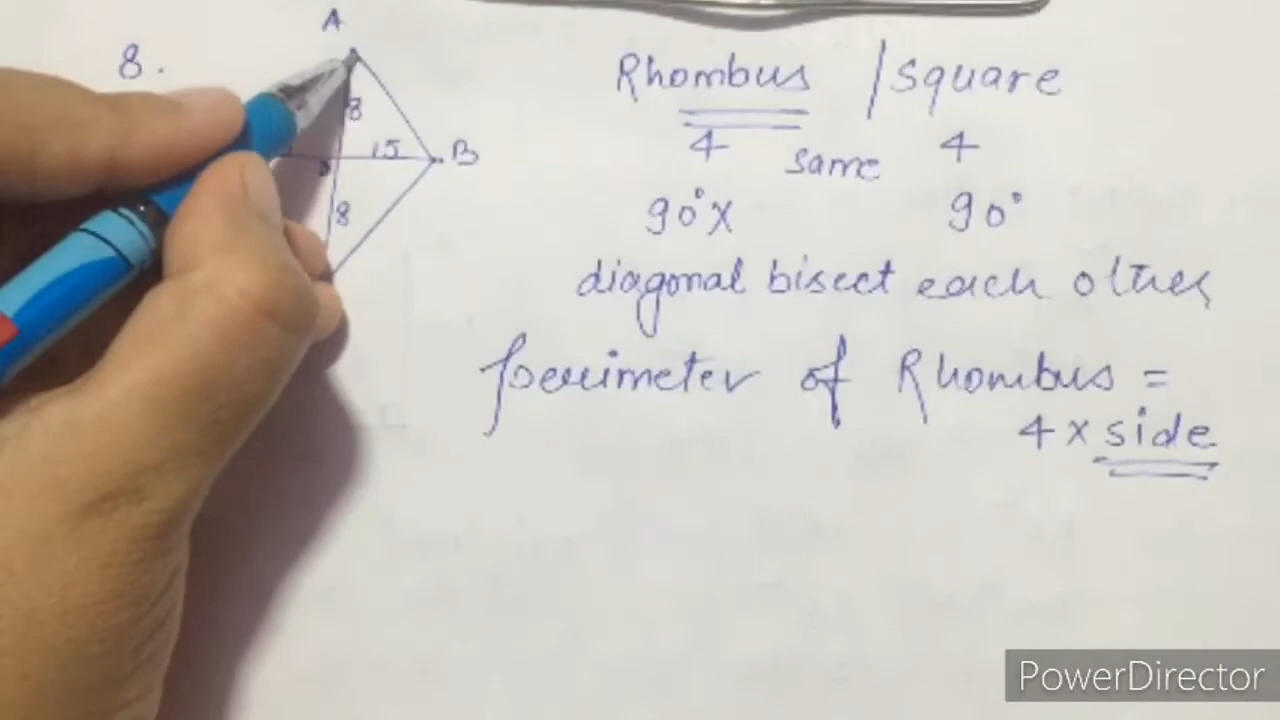 8.
A
8
15
B
8
Rhombus / Square
4 same 4
90°x 90°
diagonal bisect each other
perimeter of Rhombus =
4 x side
PowerDirector